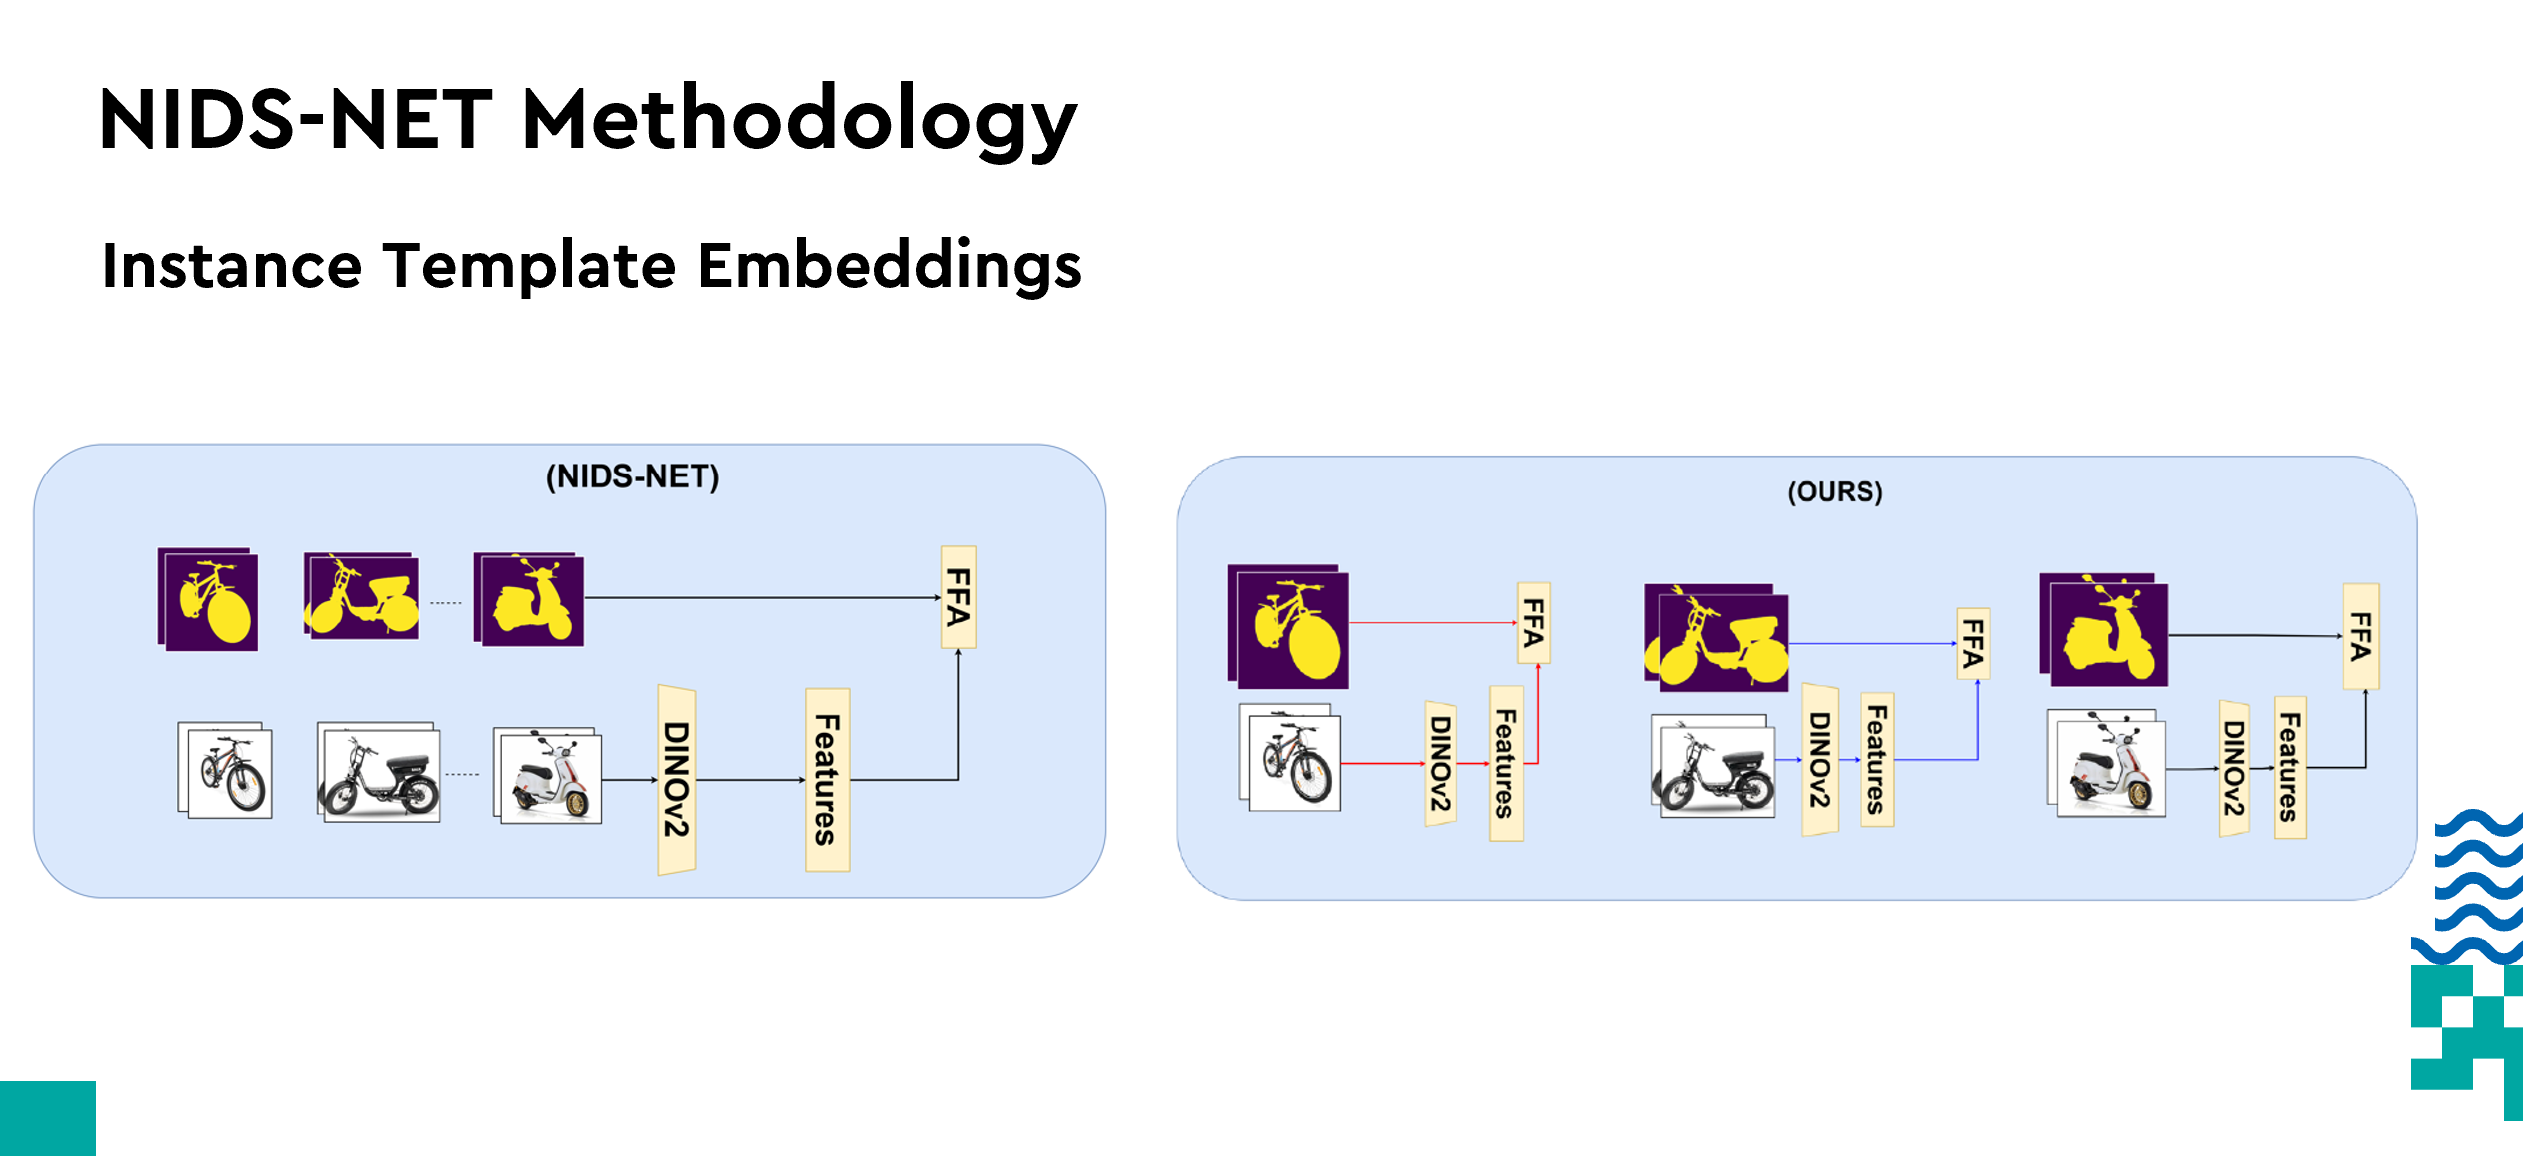 NIDS-NET Methodology
Instance Template Embeddings
(NIDS-NET)
FFA
DINOv2
Features
(OURS)
FFA
DINOv2
Features
FFA
DINOv2
Features
FFA
DINOv2
Features